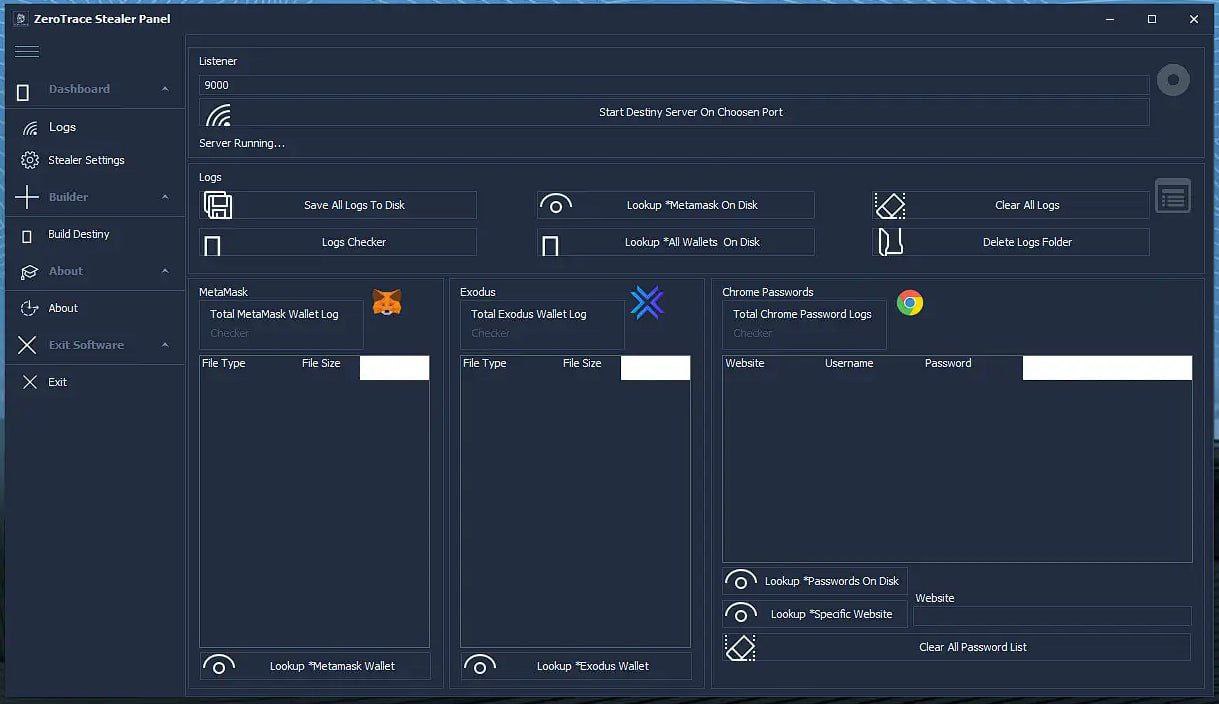 ZeroTrace Stealer Panel
Dashboard
Logs
Stealer Settings
Builder
Build Destiny
About
About
Exit Software
Exit
Listener
9000
Start Destiny Server On Choosen Port
Server Running...
Logs
Save All Logs To Disk
Lookup *Metamask On Disk
Clear All Logs
Logs Checker
Lookup *All Wallets On Disk
Delete Logs Folder
MetaMask
Total MetaMask Wallet Log
Checker
File Type File Size
Lookup *Metamask Wallet
Exodus
Total Exodus Wallet Log
Checker
File Type File Size
Lookup *Exodus Wallet
Chrome Passwords
Total Chrome Password Logs
Checker
Website Username Password
Lookup *Passwords On Disk
Lookup *Specific Website
Website
Clear All Password List